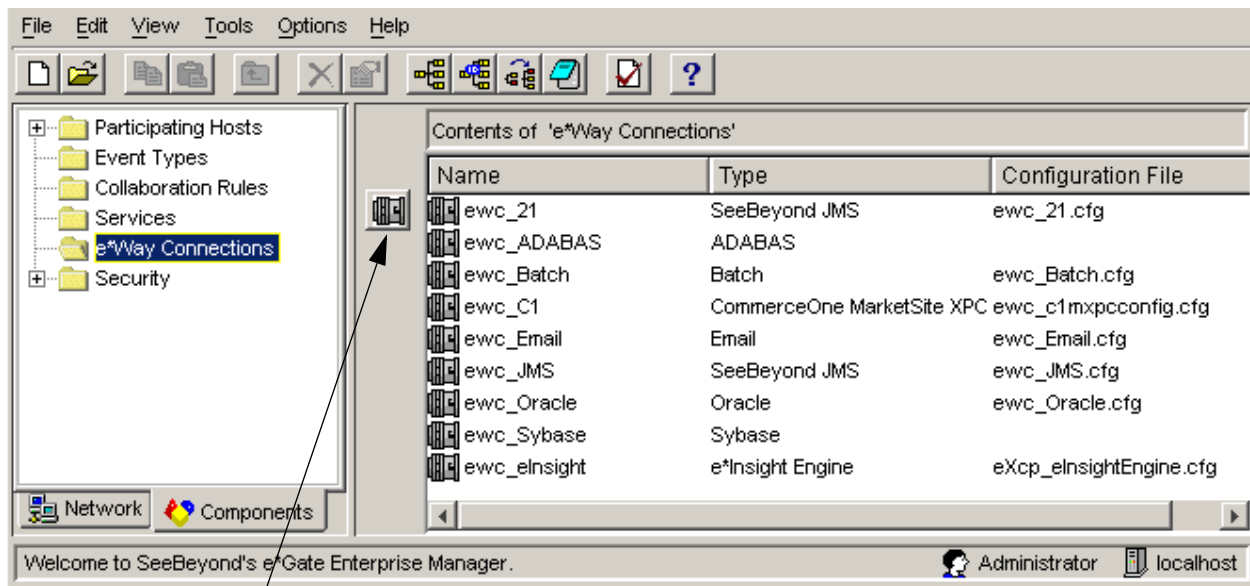 File Edit View Tools Options Help
?
Participating Hosts
Event Types
Collaboration Rules
Services
e*Way Connections
Security
Network Components
Contents of 'e*Way Connections'
Name Type Configuration File
ewc_21 SeeBeyond JMS ewc_21.cfg
ewc_ADABAS ADABAS
ewc_Batch Batch ewc_Batch.cfg
ewc_C1 CommerceOne MarketSite XPC ewc_c1mxpcconfig.cfg
ewc_Email Email ewc_Email.cfg
ewc_JMS SeeBeyond JMS ewc_JMS.cfg
ewc_Oracle Oracle ewc_Oracle.cfg
ewc_Sybase Sybase
ewc_eInsight e*Insight Engine eXcp_eInsightEngine.cfg
Welcome to SeeBeyond's e*Gate Enterprise Manager. Administrator localhost